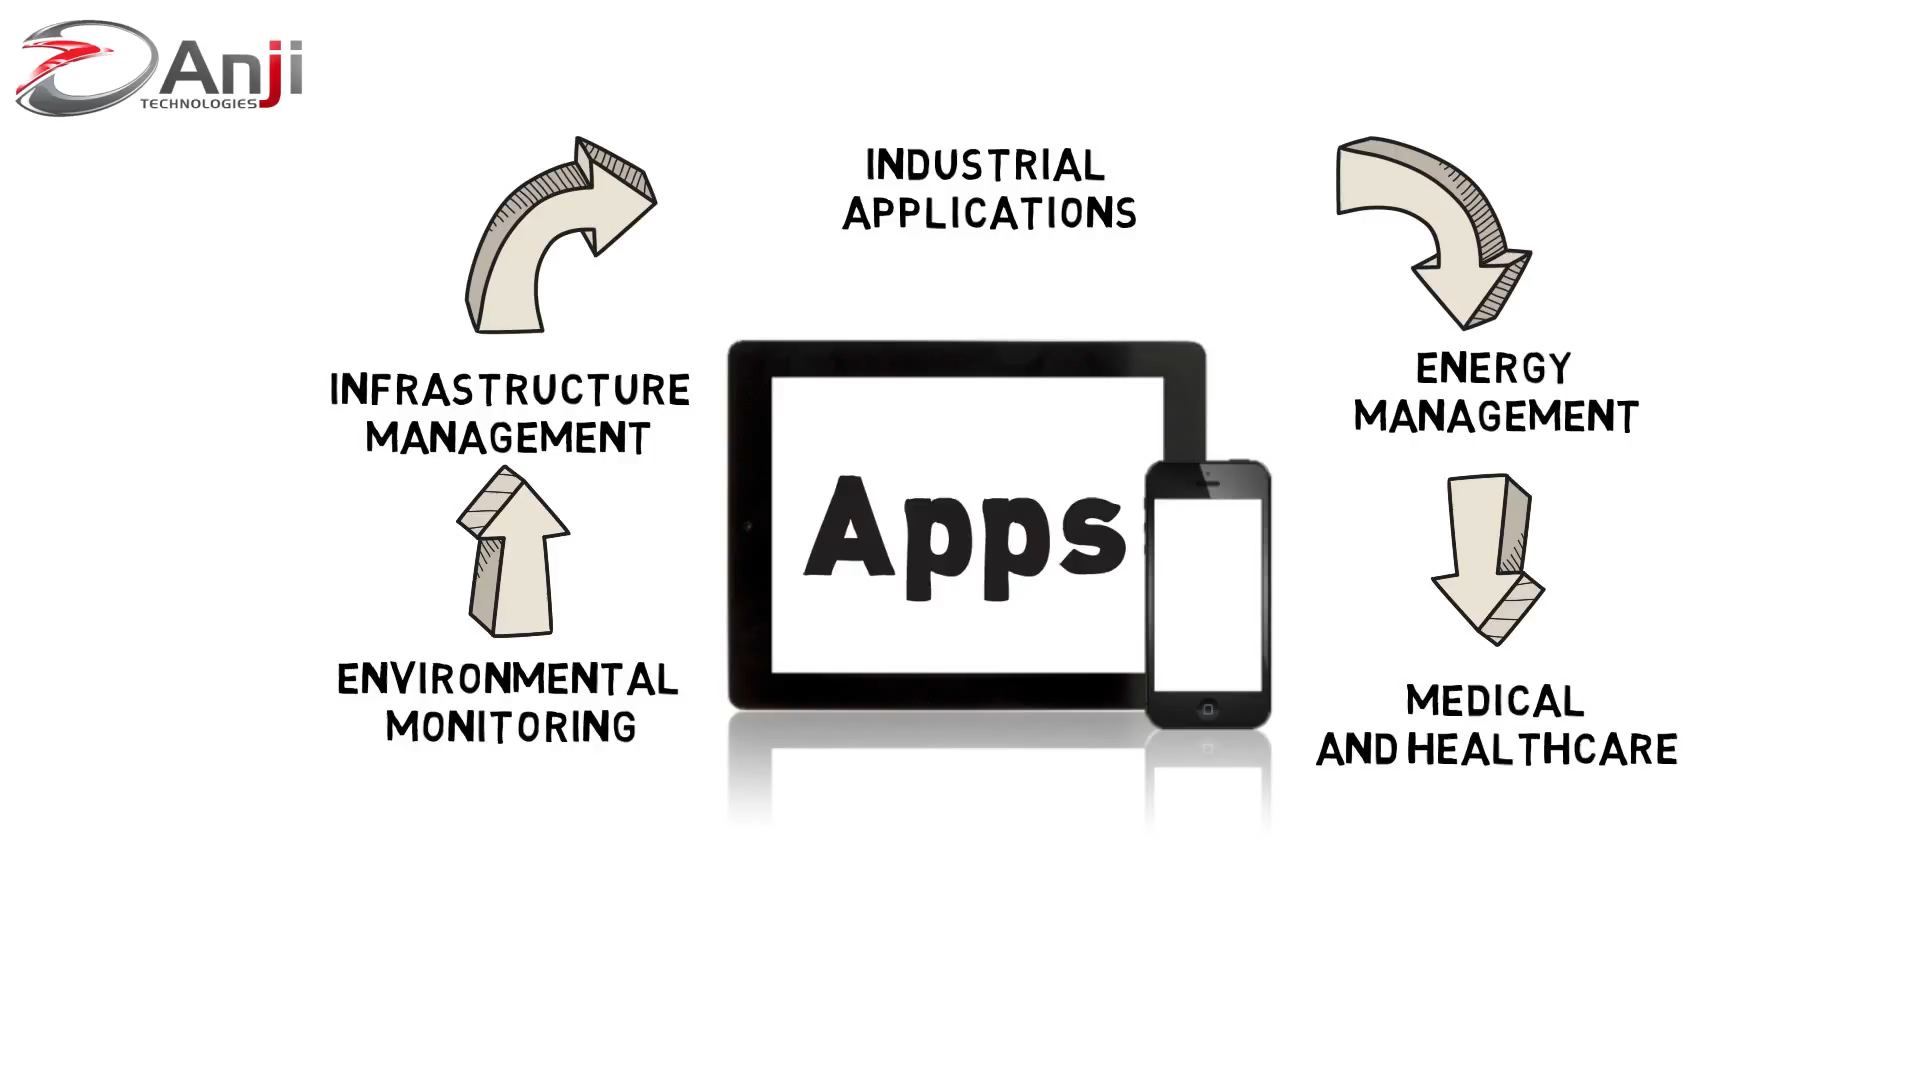 Anji
TECHNOLOGIES
INDUSTRIAL
APPLICATIONS
INFRASTRUCTURE
MANAGEMENT
ENERGY
MANAGEMENT
Apps
ENVIRONMENTAL
MONITORING
MEDICAL
AND HEALTHCARE